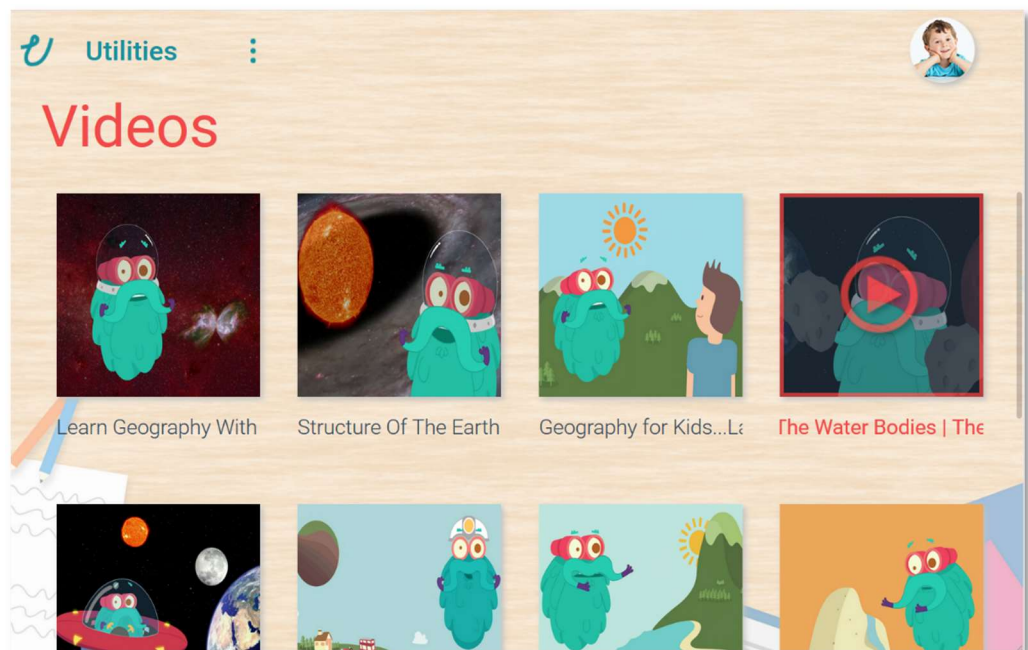 Utilities
Videos
Learn Geography With
Structure Of The Earth
Geography for Kids...La
The Water Bodies | The